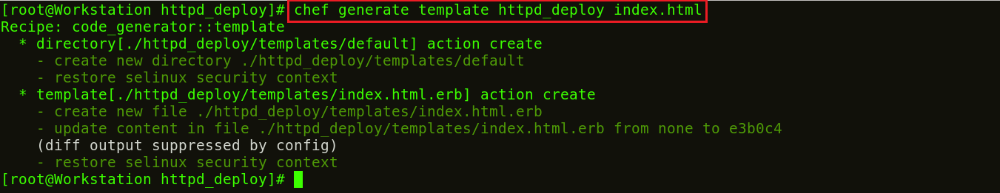 [root@Workstation httpd_deploy]# chef generate template httpd_deploy index.html
Recipe: code_generator::template
  * directory[./httpd_deploy/templates/default] action create
    - create new directory ./httpd_deploy/templates/default
    - restore selinux security context
  * template[./httpd_deploy/templates/index.html.erb] action create
    - create new file ./httpd_deploy/templates/index.html.erb
    - update content in file ./httpd_deploy/templates/index.html.erb from none to e3b0c4
    (diff output suppressed by config)
    - restore selinux security context
[root@Workstation httpd_deploy]#